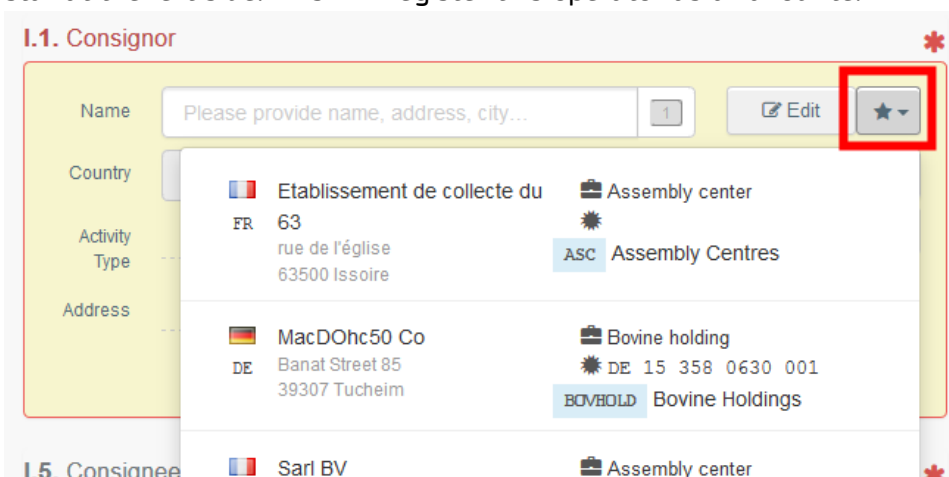 I.1. Consignor
Name
Please provide name, address, city...
1
Edit
Country
Activity
Type
Address
FR
Etablissement de collecte du
63
rue de l'église
63500 Issoire
Assembly center
ASC Assembly Centres
DE
MacDOhc50 Co
Banat Street 85
39307 Tucheim
Bovine holding
DE 15 358 0630 001
BOVHOLD Bovine Holdings
I.5. Consignee
Sarl BV
Assembly center